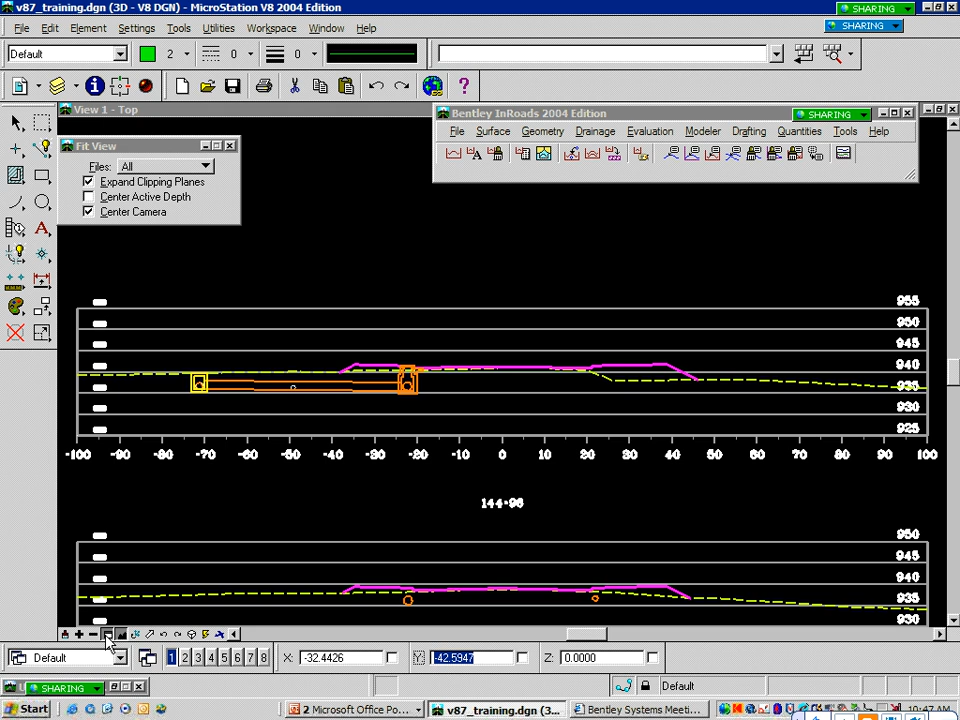 v87_training.dgn (3D - V8 DGN) - MicroStation V8 2004 Edition
SHARING
SHARING
File Edit Element Settings Tools Utilities Workspace Window Help
Default 2 0 0
View 1 - Top
Bentley InRoads 2004 Edition
SHARING
File Surface Geometry Drainage Evaluation Modeler Drafting Quantities Tools Help
Fit View
Files: All
Expand Clipping Planes
Center Active Depth
Center Camera
955
950
945
940
935
930
925
-100 -90 -80 -70 -60 -50 -40 -30 -20 -10 0 10 20 30 40 50 60 70 80 90 100
144+96
950
945
940
935
930
Default 1 2 3 4 5 6 7 8 X: -32.4426 Y: -42.5947 Z: 0.0000
SHARING
Default
Start
2 Microsoft Office Po...
v87_training.dgn (3...
Bentley Systems Meeti...
10:47 AM